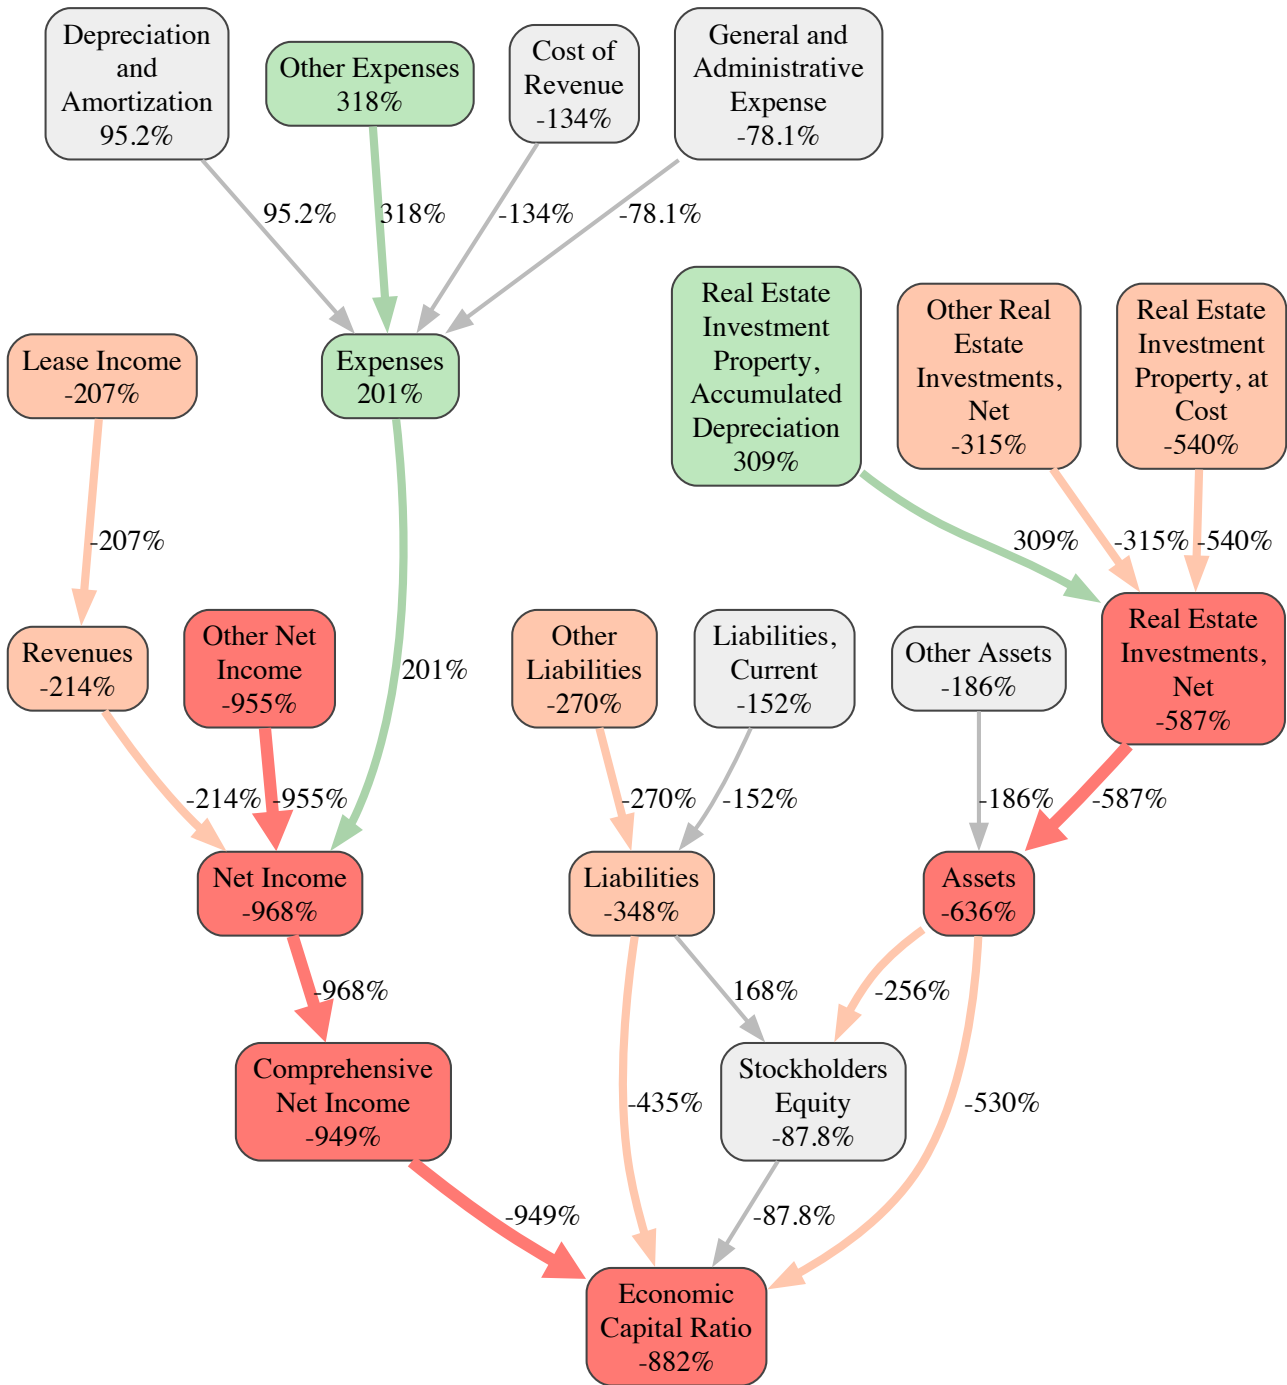 Depreciation
and
Amortization
95.2%
Other Expenses
318%
Cost of
Revenue
-134%
General and
Administrative
Expense
-78.1%
95.2%
318%
-134%
-78.1%
Lease Income
-207%
Expenses
201%
Real Estate
Investment
Property,
Accumulated
Depreciation
309%
Other Real
Estate
Investments,
Net
-315%
Real Estate
Investment
Property, at
Cost
-540%
-207%
309%
-315%
-540%
Revenues
-214%
Other Net
Income
-955%
201%
Other
Liabilities
-270%
Liabilities,
Current
-152%
Other Assets
-186%
Real Estate
Investments,
Net
-587%
-214%
-955%
-270%
-152%
-186%
-587%
Net Income
-968%
Liabilities
-348%
Assets
-636%
-968%
168%
-256%
Comprehensive
Net Income
-949%
-435%
Stockholders
Equity
-87.8%
-530%
-949%
-87.8%
Economic
Capital Ratio
-882%